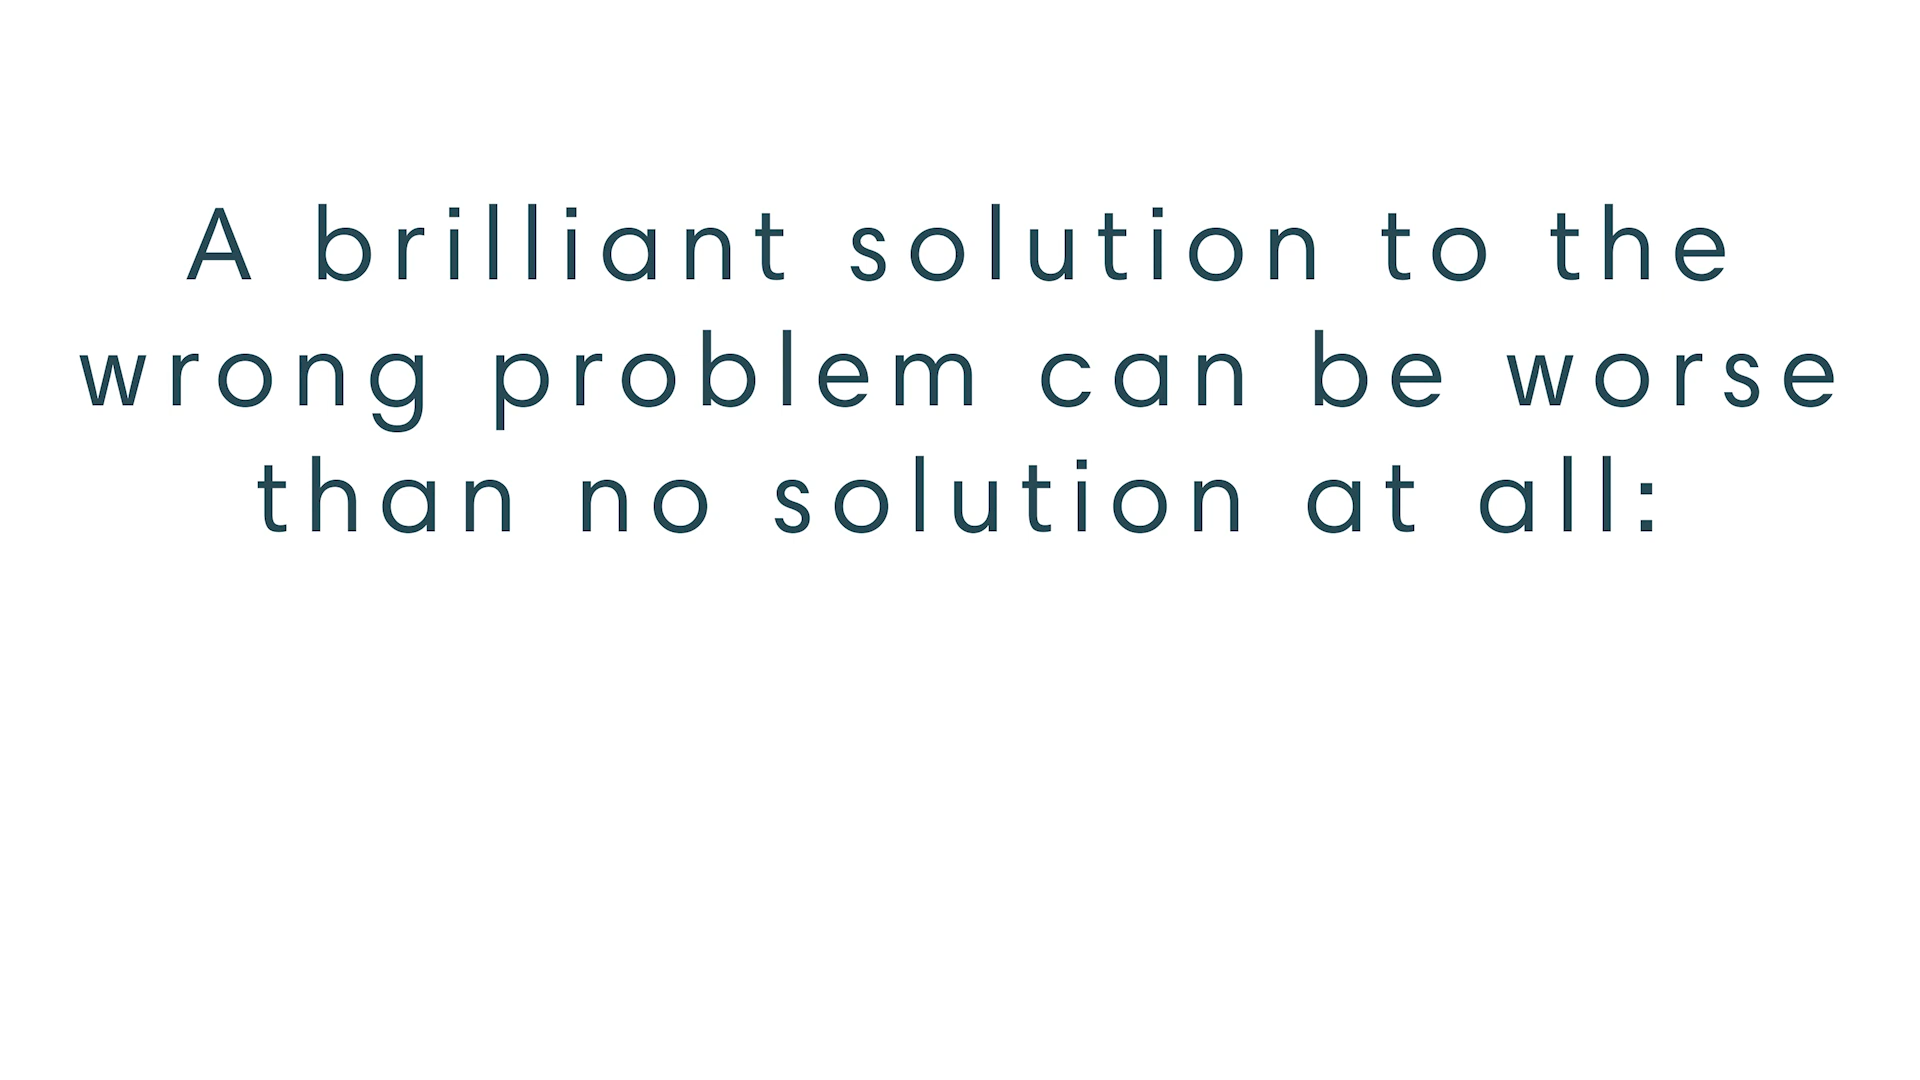 A brilliant solution to the
wrong problem can be worse
than no solution at all: